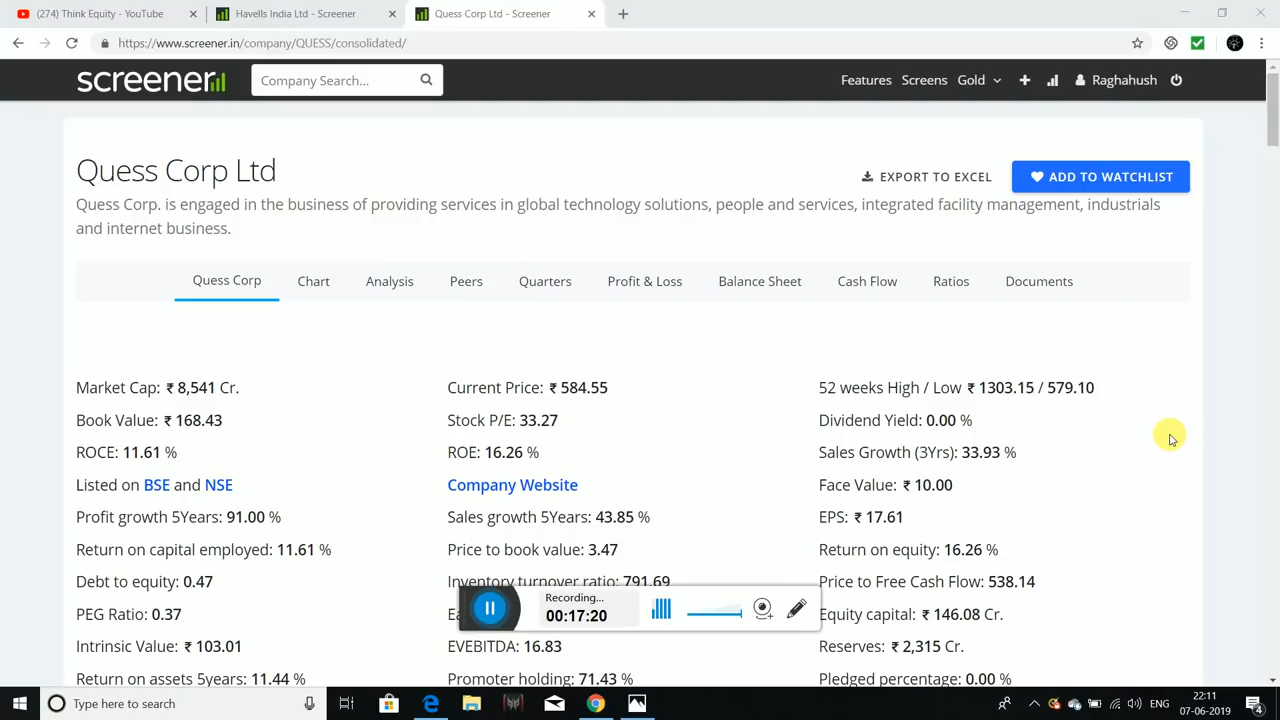 (274) Think Equity - YouTube
Havells India Ltd - Screener
Quess Corp Ltd - Screener
https://www.screener.in/company/QUESS/consolidated/
screener
Company Search...
Features Screens Gold Raghahush
Quess Corp Ltd
EXPORT TO EXCEL
ADD TO WATCHLIST
Quess Corp. is engaged in the business of providing services in global technology solutions, people and services, integrated facility management, industrials
and internet business.
Quess Corp Chart Analysis Peers Quarters Profit & Loss Balance Sheet Cash Flow Ratios Documents
Market Cap: ₹ 8,541 Cr. Current Price: ₹ 584.55 52 weeks High / Low ₹ 1303.15 / 579.10
Book Value: ₹ 168.43 Stock P/E: 33.27 Dividend Yield: 0.00 %
ROCE: 11.61 % ROE: 16.26 % Sales Growth (3Yrs): 33.93 %
Listed on BSE and NSE Company Website Face Value: ₹ 10.00
Profit growth 5Years: 91.00 % Sales growth 5Years: 43.85 % EPS: ₹ 17.61
Return on capital employed: 11.61 % Price to book value: 3.47 Return on equity: 16.26 %
Debt to equity: 0.47 Inventory turnover ratio: 791.69 Price to Free Cash Flow: 538.14
Recording...
00:17:20
PEG Ratio: 0.37 Equity capital: ₹ 146.08 Cr.
Intrinsic Value: ₹ 103.01 EVEBITDA: 16.83 Reserves: ₹ 2,315 Cr.
Return on assets 5years: 11.44 % Promoter holding: 71.43 % Pledged percentage: 0.00 %
Type here to search
ENG
22:11
07-06-2019
4